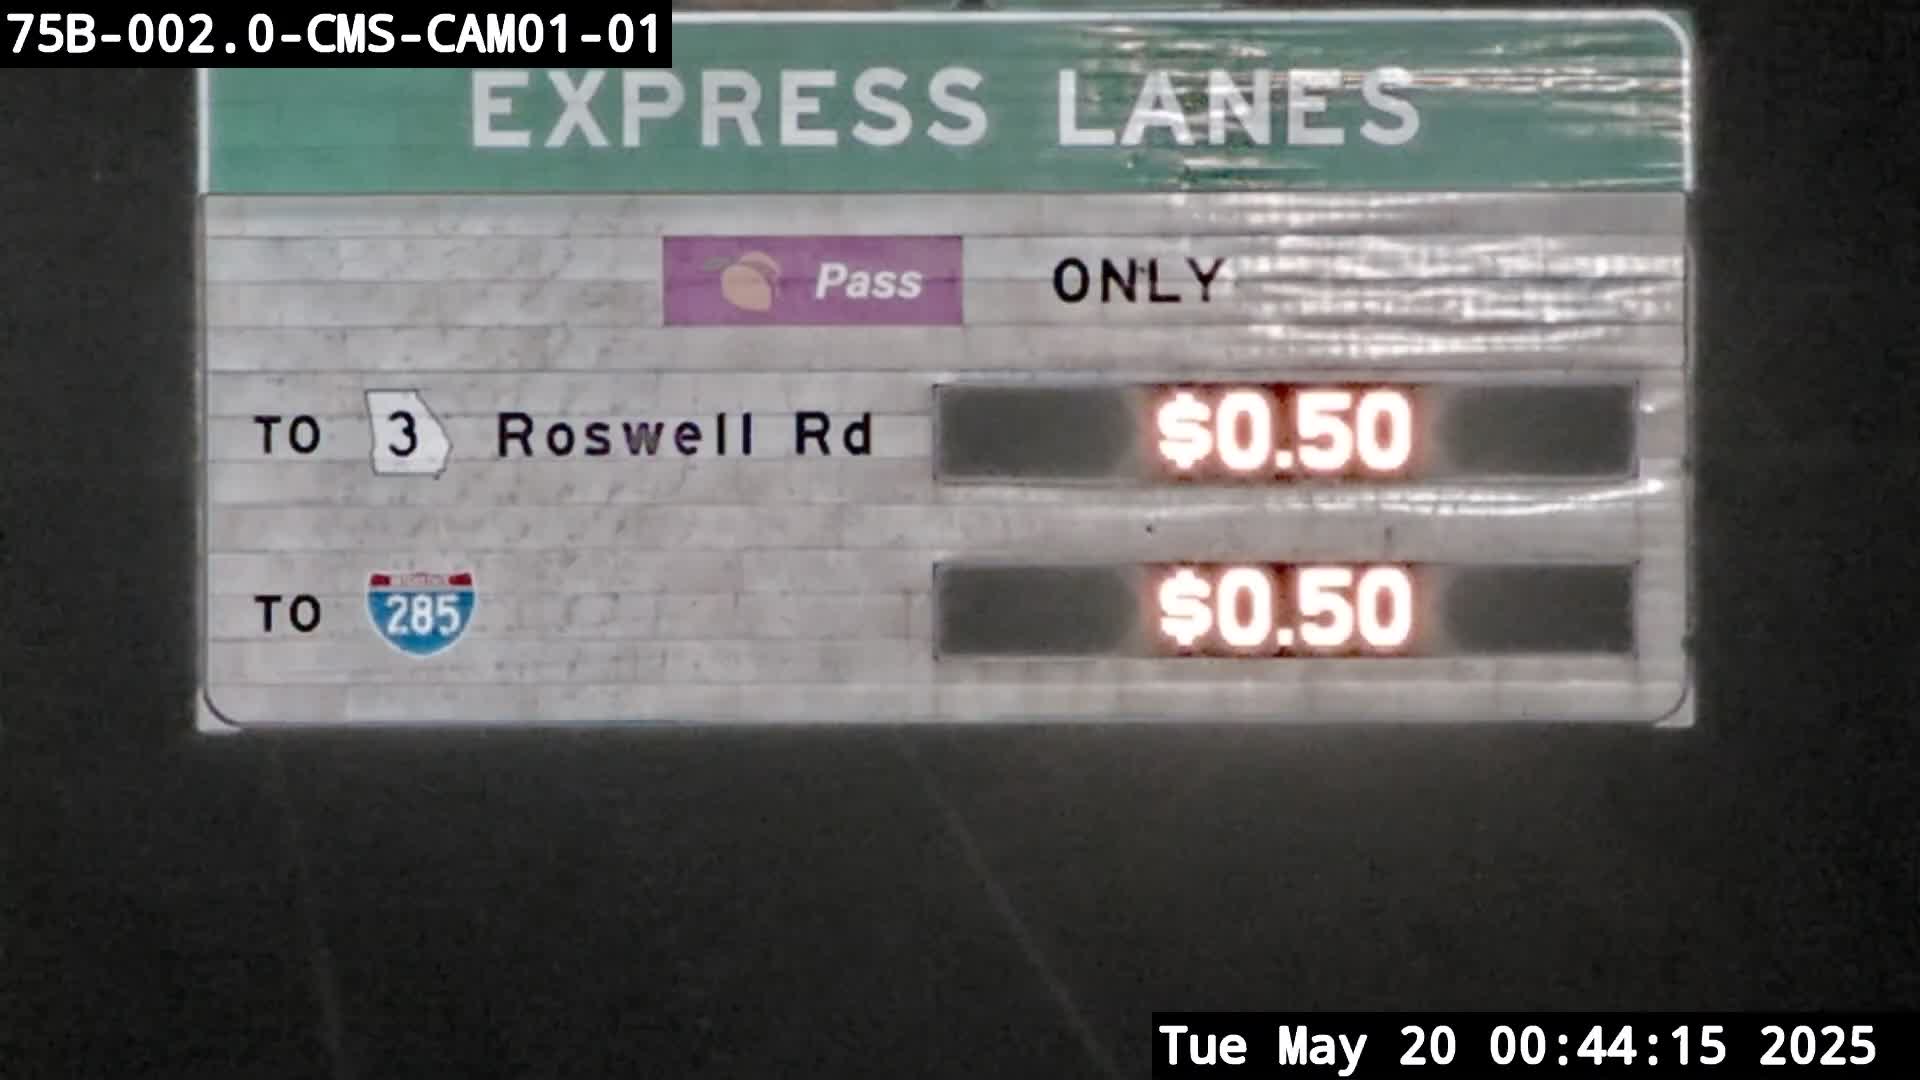 75B-002.0-CMS-CAM01-01
EXPRESS LANES
Pass ONLY
TO 3 Roswell Rd $0.50
TO 285 $0.50
Tue May 20 00:44:15 2025